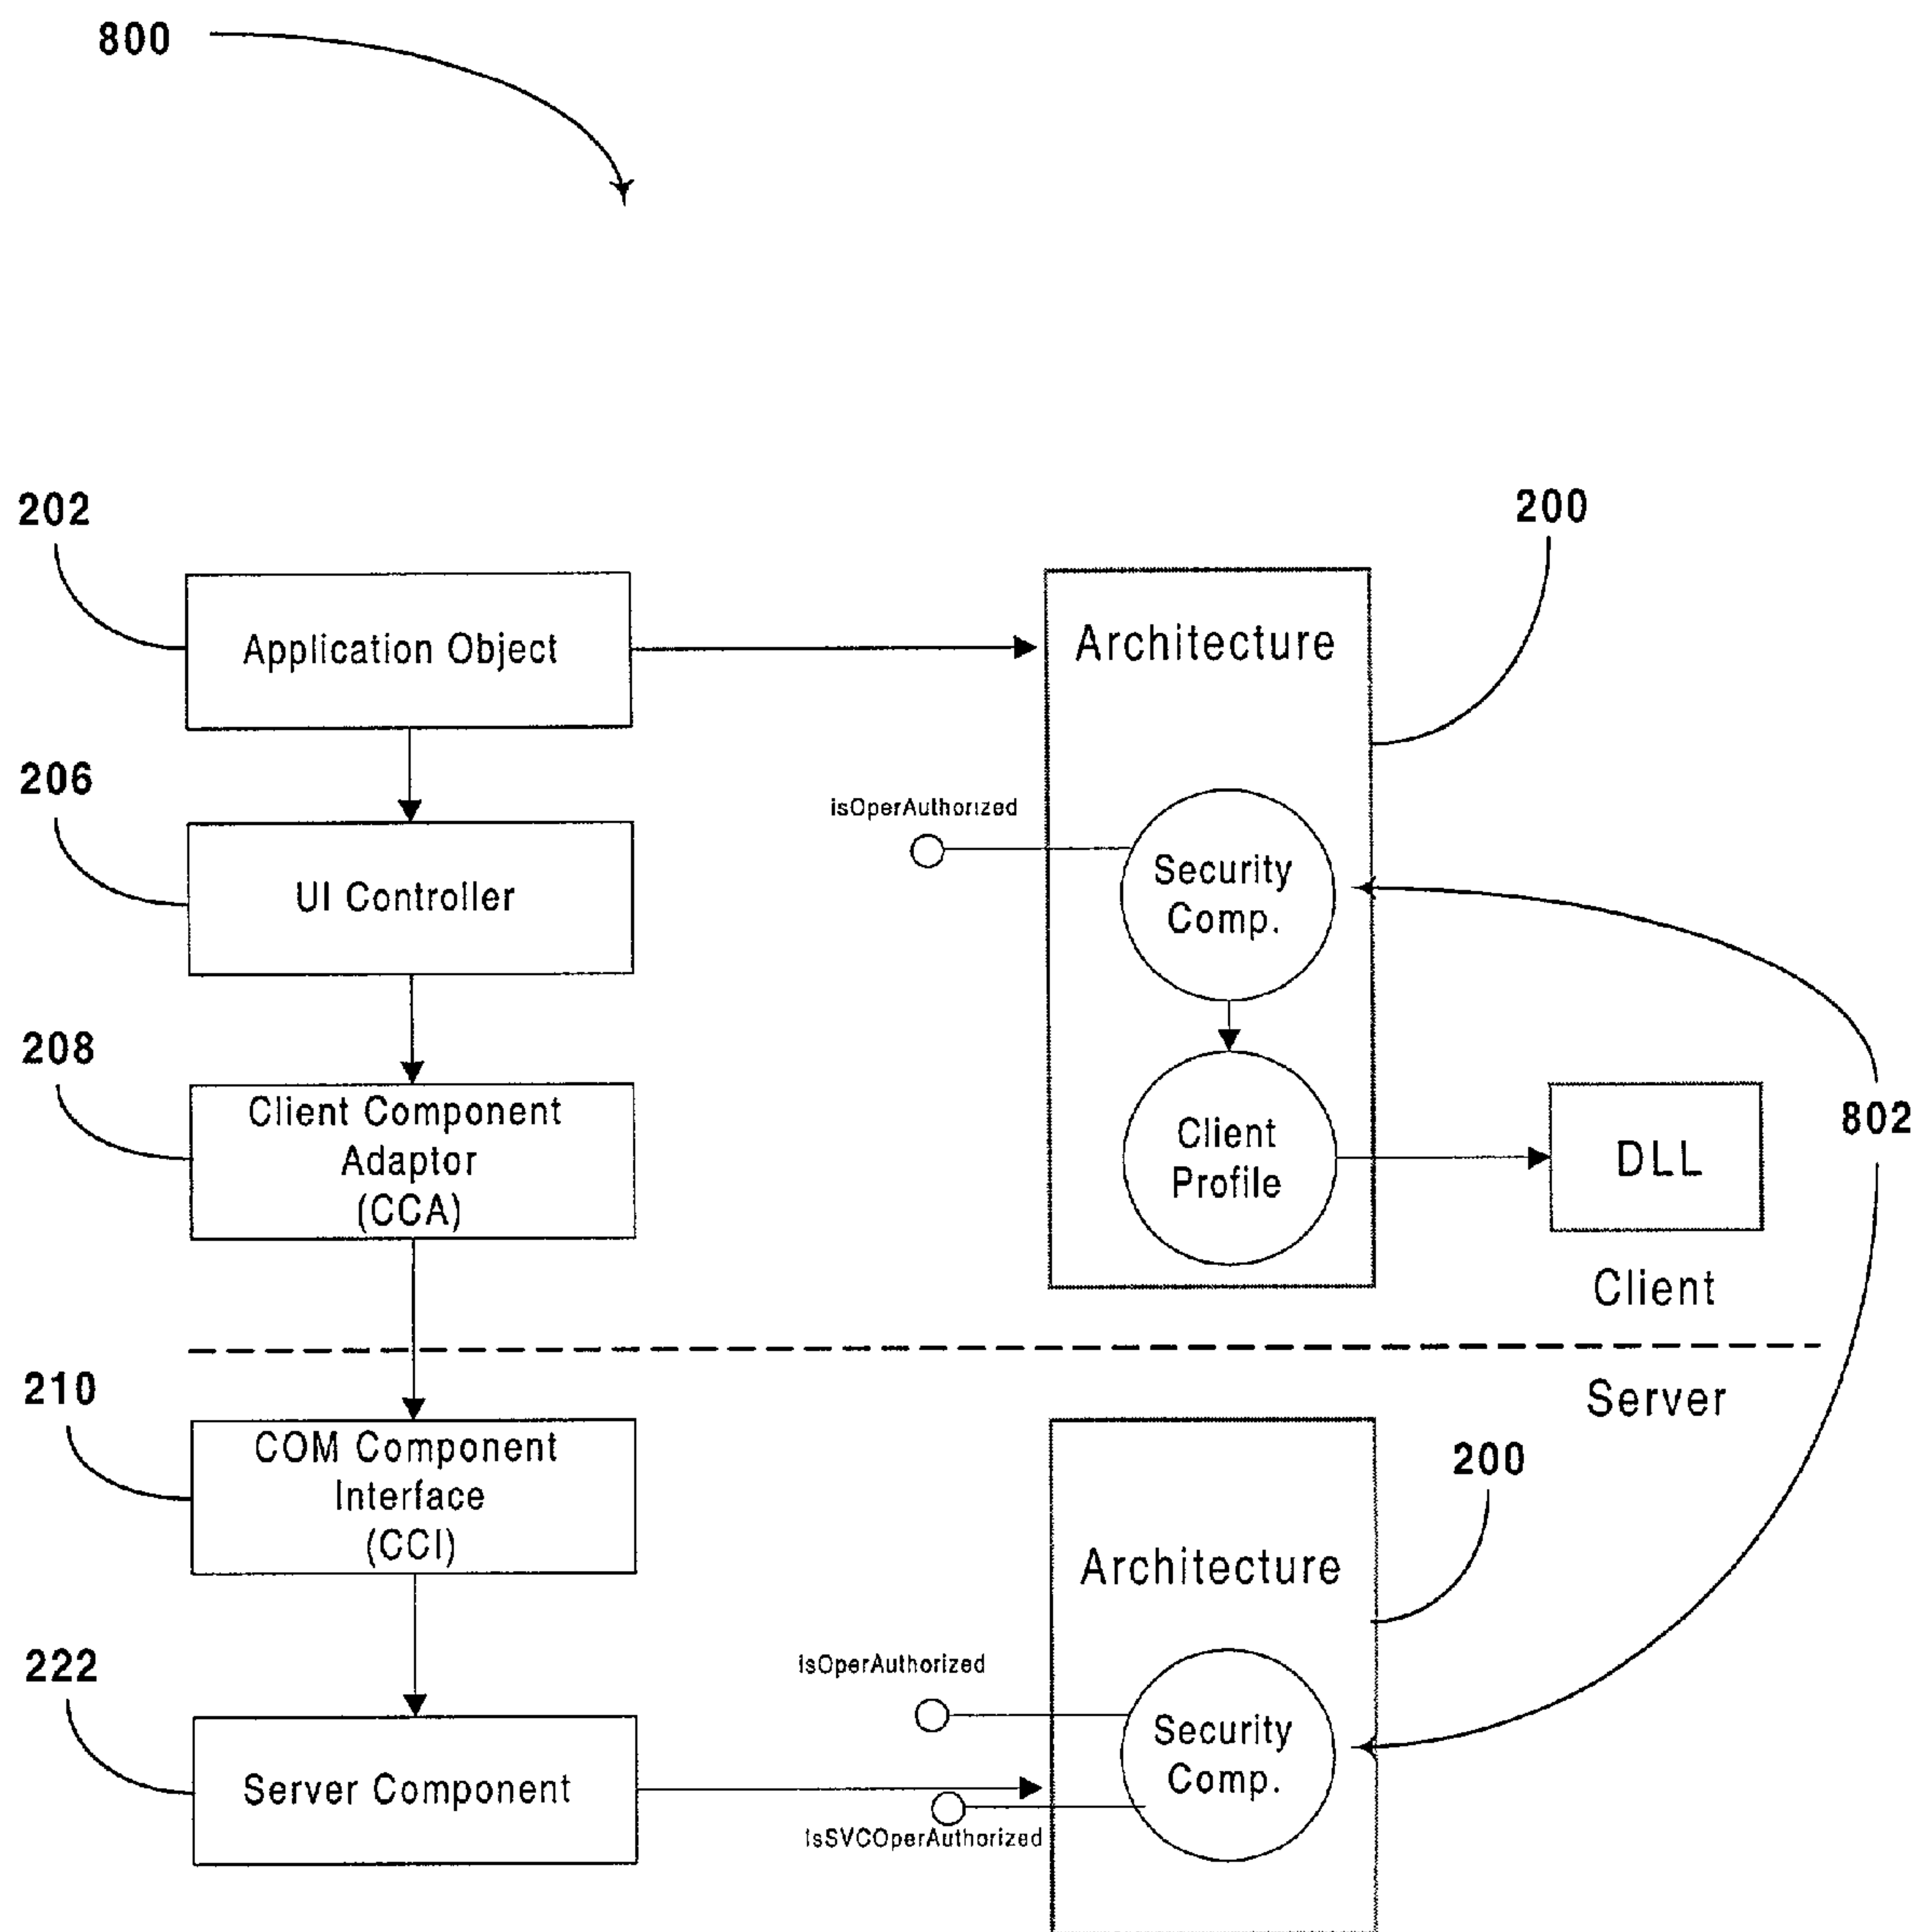 800
202
200
Application Object
Architecture
206
isOperAuthorized
UI Controller
Security
Comp.
208
Client Component
Adaptor
(CCA)
Client
Profile
DLL
802
Client
210
Server
COM Component
Interface
(CCI)
200
Architecture
222
IsOperAuthorized
Server Component
Security
Comp.
IsSVCOperAuthorized